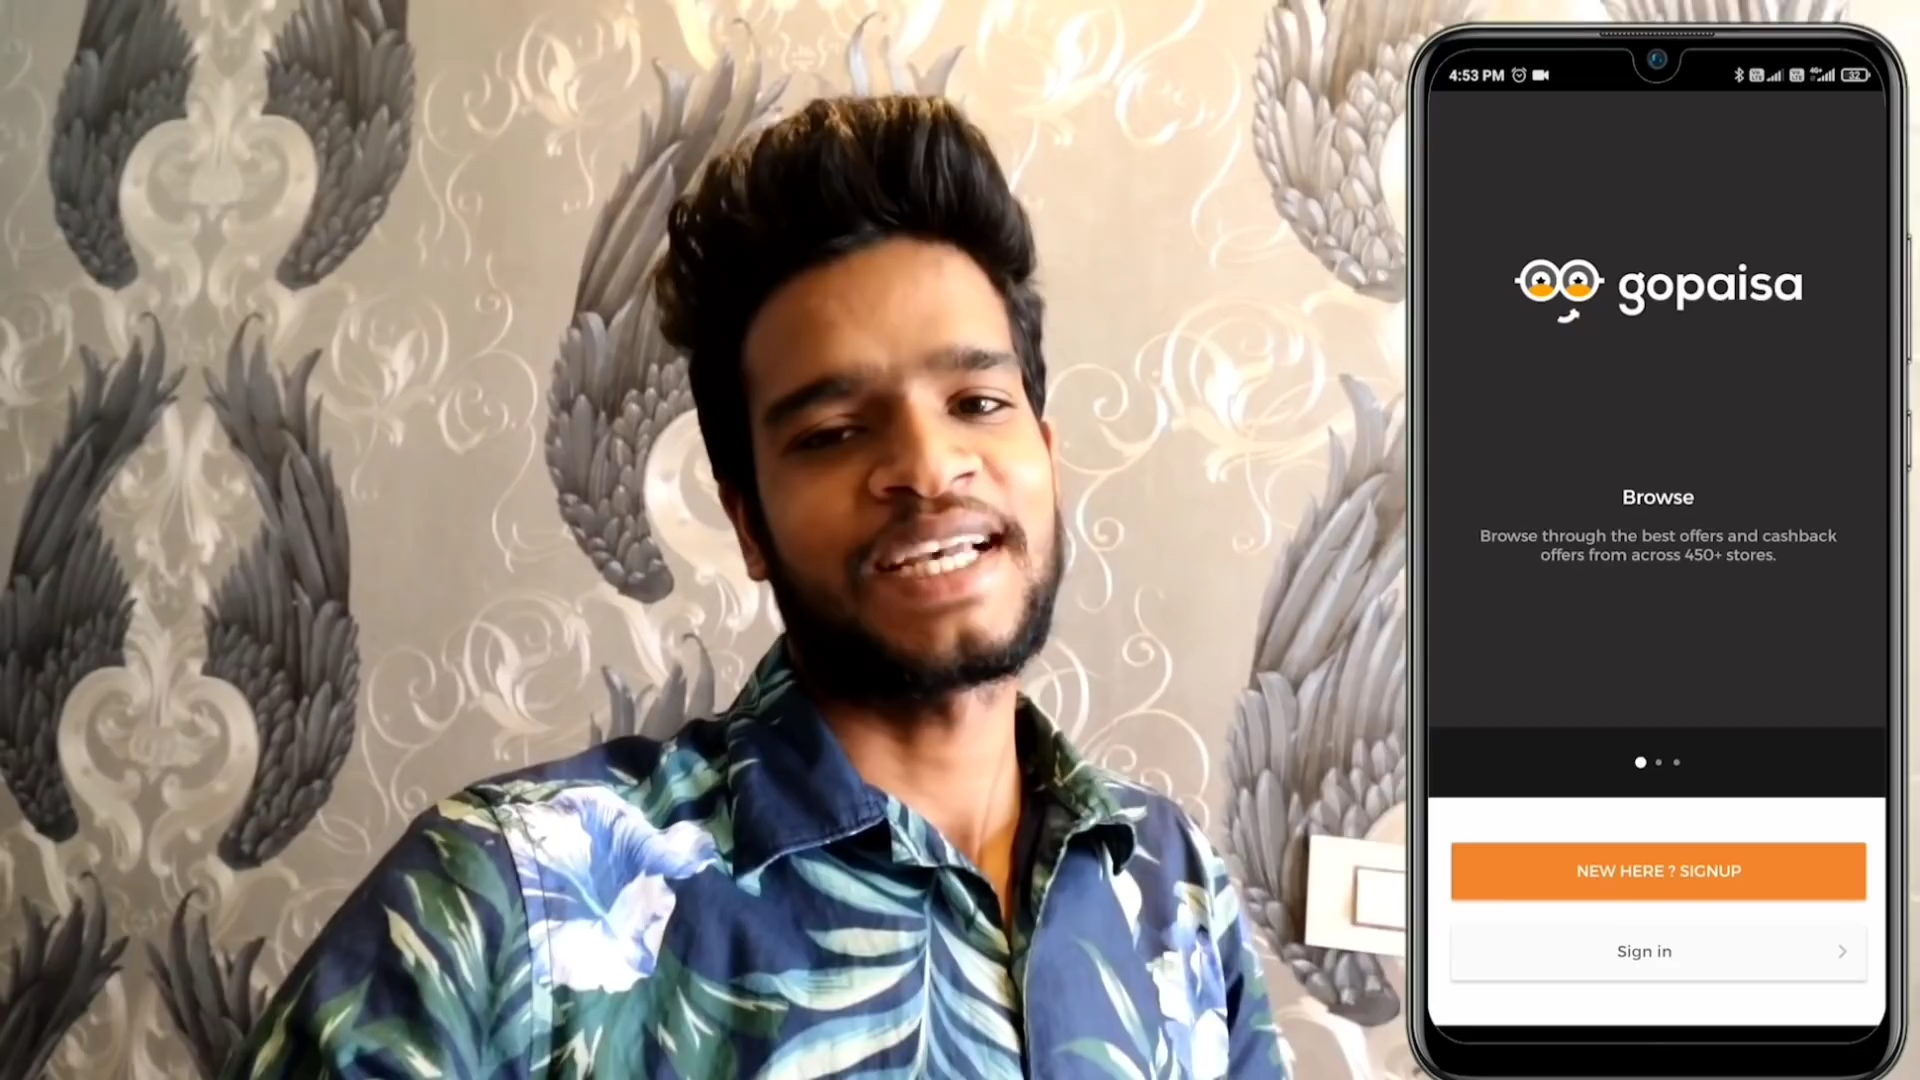 4:53 PM
32
gopaisa
Browse
Browse through the best offers and cashback
offers from across 450+ stores.
NEW HERE ? SIGNUP
Sign in